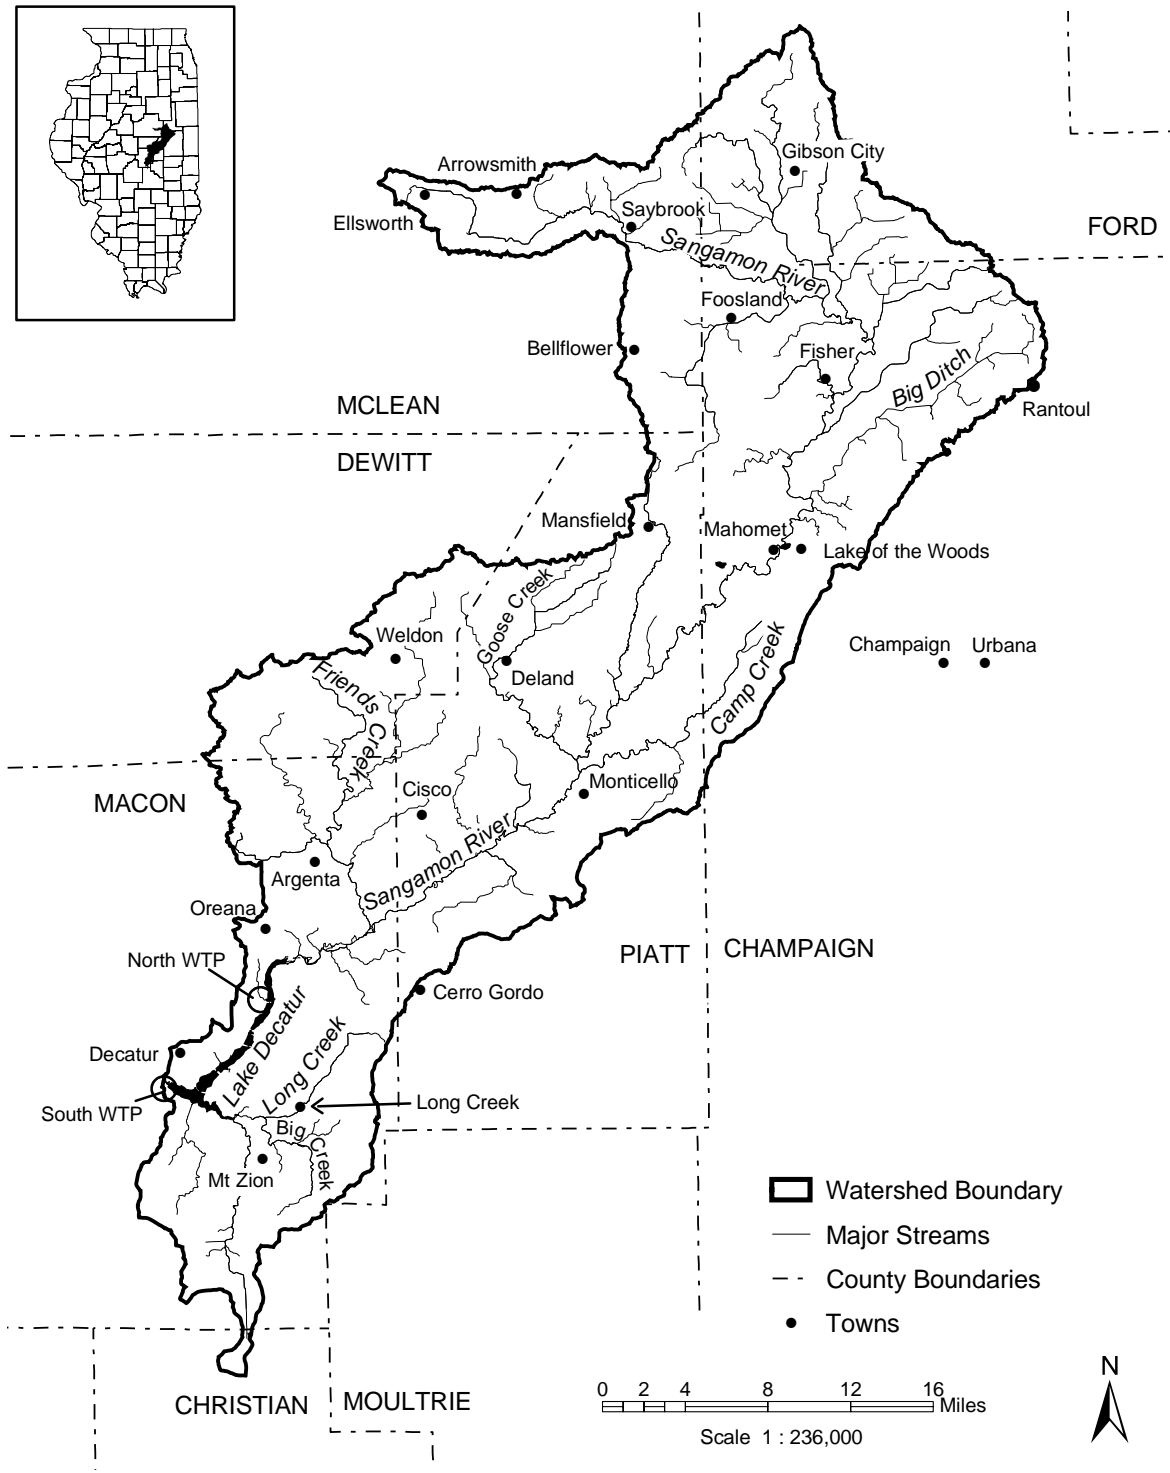 Gibson City
Arrowsmith
Ellsworth
Saybrook
FORD
Sangamon River
Foosland
Bellflower
Fisher
Big Ditch
MCLEAN
Rantoul
DEWITT
Mansfield
Mahomet
Lake of the Woods
Goose Creek
Weldon
Champaign
Urbana
Camp Creek
Deland
Friends Creek
Monticello
Cisco
MACON
Sangamon River
Argenta
Oreana
PIATT
CHAMPAIGN
North WTP
Cerro Gordo
Lake Decatur
Long Creek
Decatur
Long Creek
South WTP
Big Creek
Mt Zion
Watershed Boundary
Major Streams
County Boundaries
Towns
N
0 2 4 8 12 16
Miles
CHRISTIAN
MOULTRIE
Scale 1 : 236,000